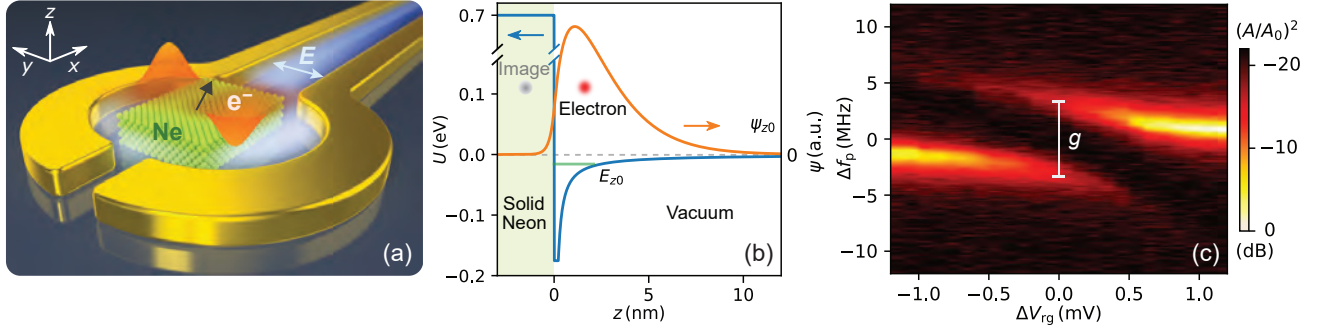 z
y
x
E
e⁻
Ne
(a)
0.7
0.1
0.0
−0.1
−0.2
U (eV)
Image
Electron
ψz0
0
Ez0
Solid
Neon
Vacuum
(b)
0
5
10
z (nm)
ψ (a.u.)
10
5
0
−5
−10
Δfp (MHz)
g
(c)
−1.0
−0.5
0.0
0.5
1.0
ΔVrg (mV)
(A/A0)2
−20
−10
0
(dB)